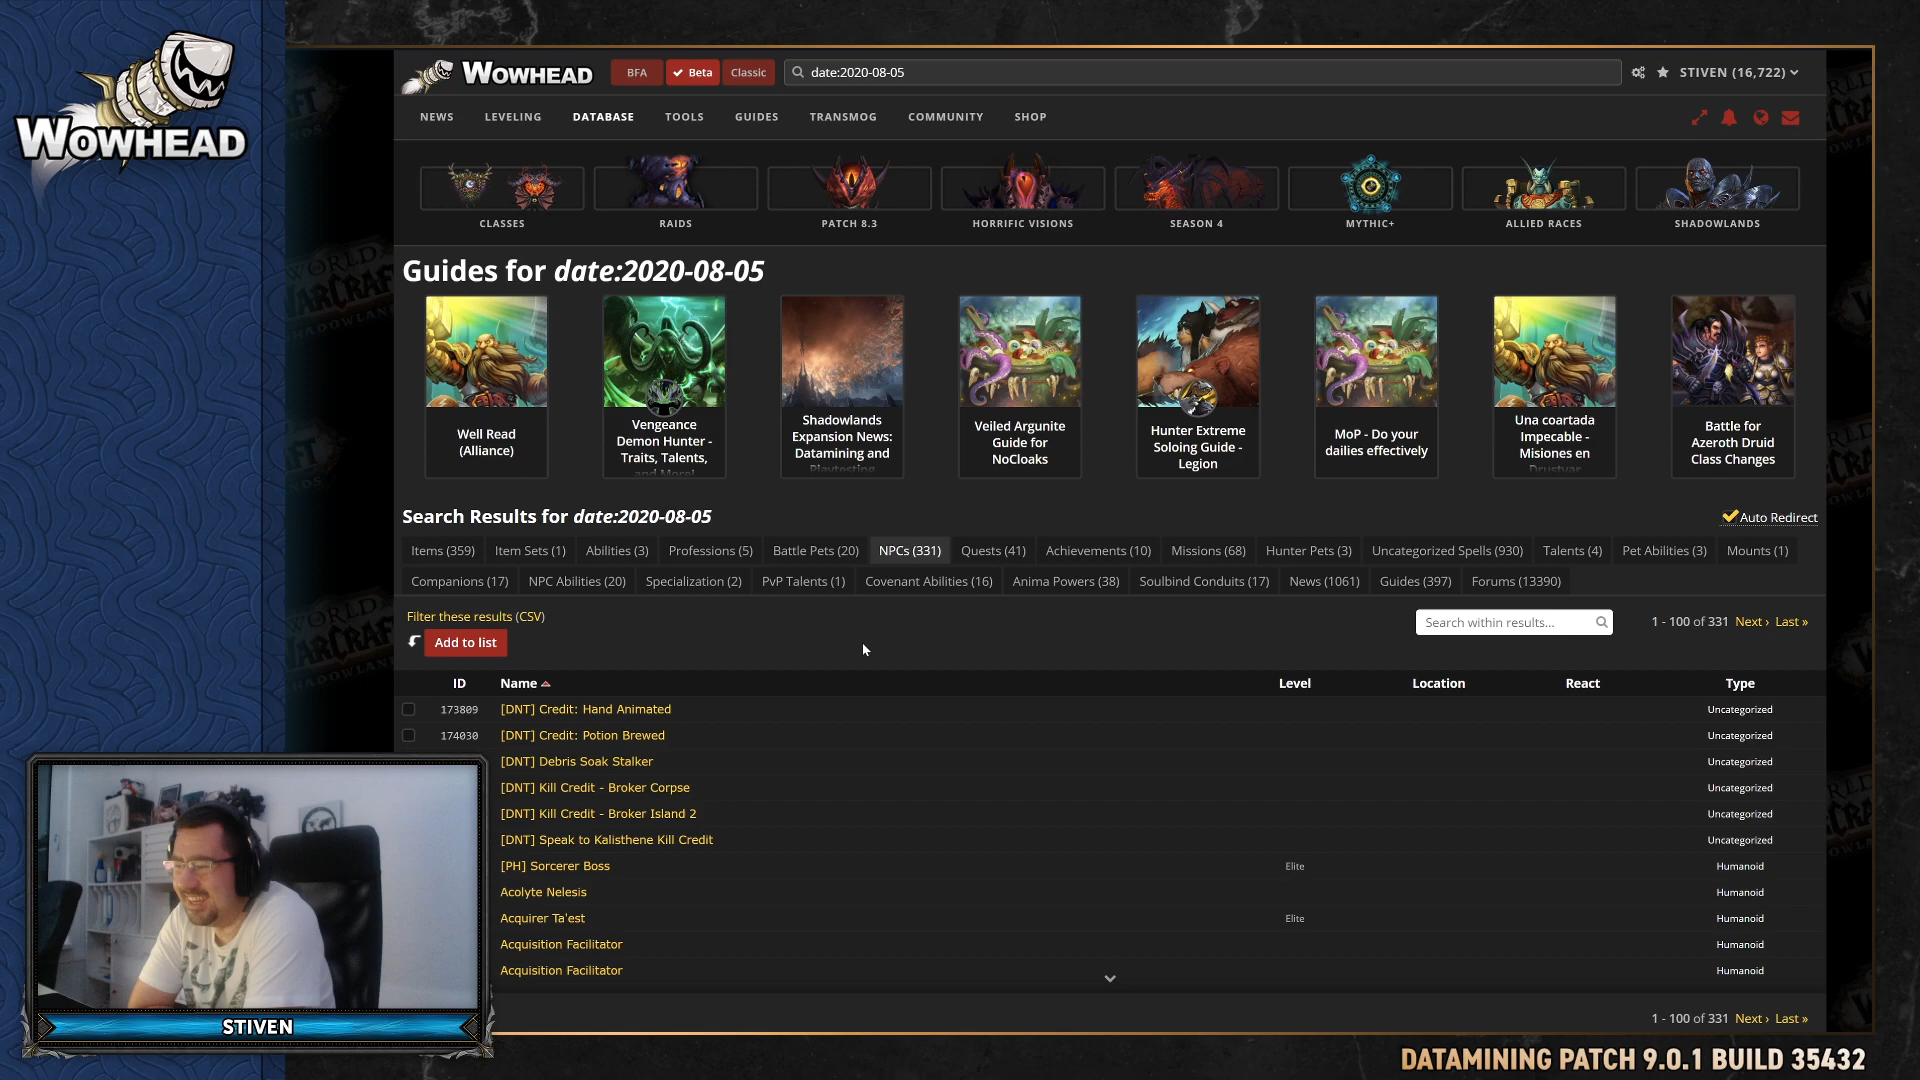 WOWHEAD
WOWHEAD
BFA
Beta
Classic
date:2020-08-05
STIVEN (16,722)
NEWS
LEVELING
DATABASE
TOOLS
GUIDES
TRANSMOG
COMMUNITY
SHOP
CLASSES
RAIDS
PATCH 8.3
HORRIFIC VISIONS
SEASON 4
MYTHIC+
ALLIED RACES
SHADOWLANDS
Guides for date:2020-08-05
Well Read
(Alliance)
Vengeance
Demon Hunter -
Traits, Talents,
and More!
Shadowlands
Expansion News:
Datamining and
Playtesting
Veiled Argunite
Guide for
NoCloaks
Hunter Extreme
Soloing Guide -
Legion
MoP - Do your
dailies effectively
Una coartada
Impecable -
Misiones en
Drustvar
Battle for
Azeroth Druid
Class Changes
Search Results for date:2020-08-05
Auto Redirect
Items (359)
Item Sets (1)
Abilities (3)
Professions (5)
Battle Pets (20)
NPCs (331)
Quests (41)
Achievements (10)
Missions (68)
Hunter Pets (3)
Uncategorized Spells (930)
Talents (4)
Pet Abilities (3)
Mounts (1)
Companions (17)
NPC Abilities (20)
Specialization (2)
PvP Talents (1)
Covenant Abilities (16)
Anima Powers (38)
Soulbind Conduits (17)
News (1061)
Guides (397)
Forums (13390)
Filter these results (CSV)
Add to list
Search within results...
1 - 100 of 331 Next › Last »
ID Name Level Location React Type
173809 [DNT] Credit: Hand Animated Uncategorized
174030 [DNT] Credit: Potion Brewed Uncategorized
[DNT] Debris Soak Stalker Uncategorized
[DNT] Kill Credit - Broker Corpse Uncategorized
[DNT] Kill Credit - Broker Island 2 Uncategorized
[DNT] Speak to Kalisthene Kill Credit Uncategorized
[PH] Sorcerer Boss Elite Humanoid
Acolyte Nelesis Humanoid
Acquirer Ta'est Elite Humanoid
Acquisition Facilitator Humanoid
Acquisition Facilitator Humanoid
1 - 100 of 331 Next › Last »
STIVEN
DATAMINING PATCH 9.0.1 BUILD 35432